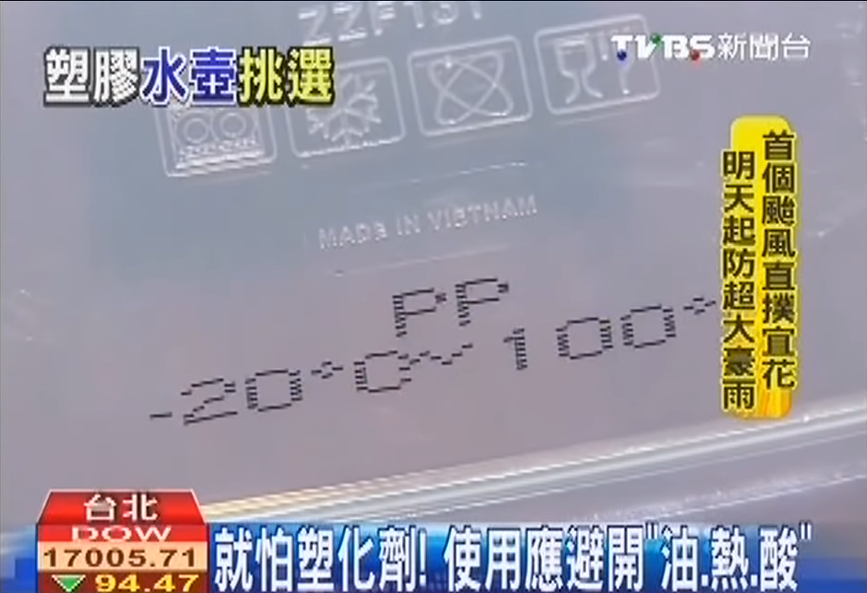 ZZF131
TVBS新聞台
塑膠水壺挑選
MADE IN VIETNAM
PP
-20°C~100°
首個颱風直撲宜花
明天起防超大豪雨
台北
DOW
17005.71
94.47
就怕塑化劑! 使用應避開"油.熱.酸"